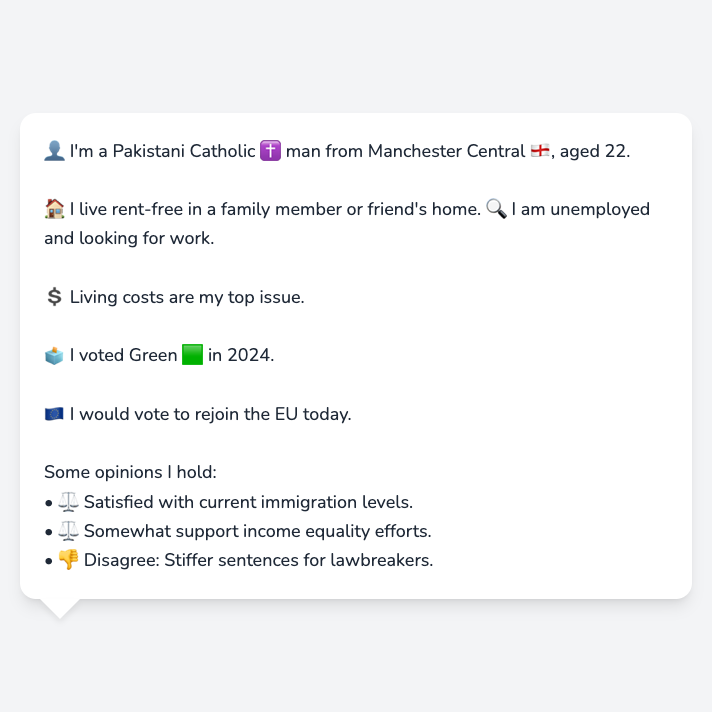 👤 I'm a Pakistani Catholic ✝️ man from Manchester Central 🏴󠁧󠁢󠁥󠁮󠁧󠁿, aged 22.
🏠 I live rent-free in a family member or friend's home. 🔍 I am unemployed
and looking for work.
💲 Living costs are my top issue.
🗳️ I voted Green 🟩 in 2024.
🇪🇺 I would vote to rejoin the EU today.
Some opinions I hold:
• ⚖️ Satisfied with current immigration levels.
• ⚖️ Somewhat support income equality efforts.
• 👎 Disagree: Stiffer sentences for lawbreakers.